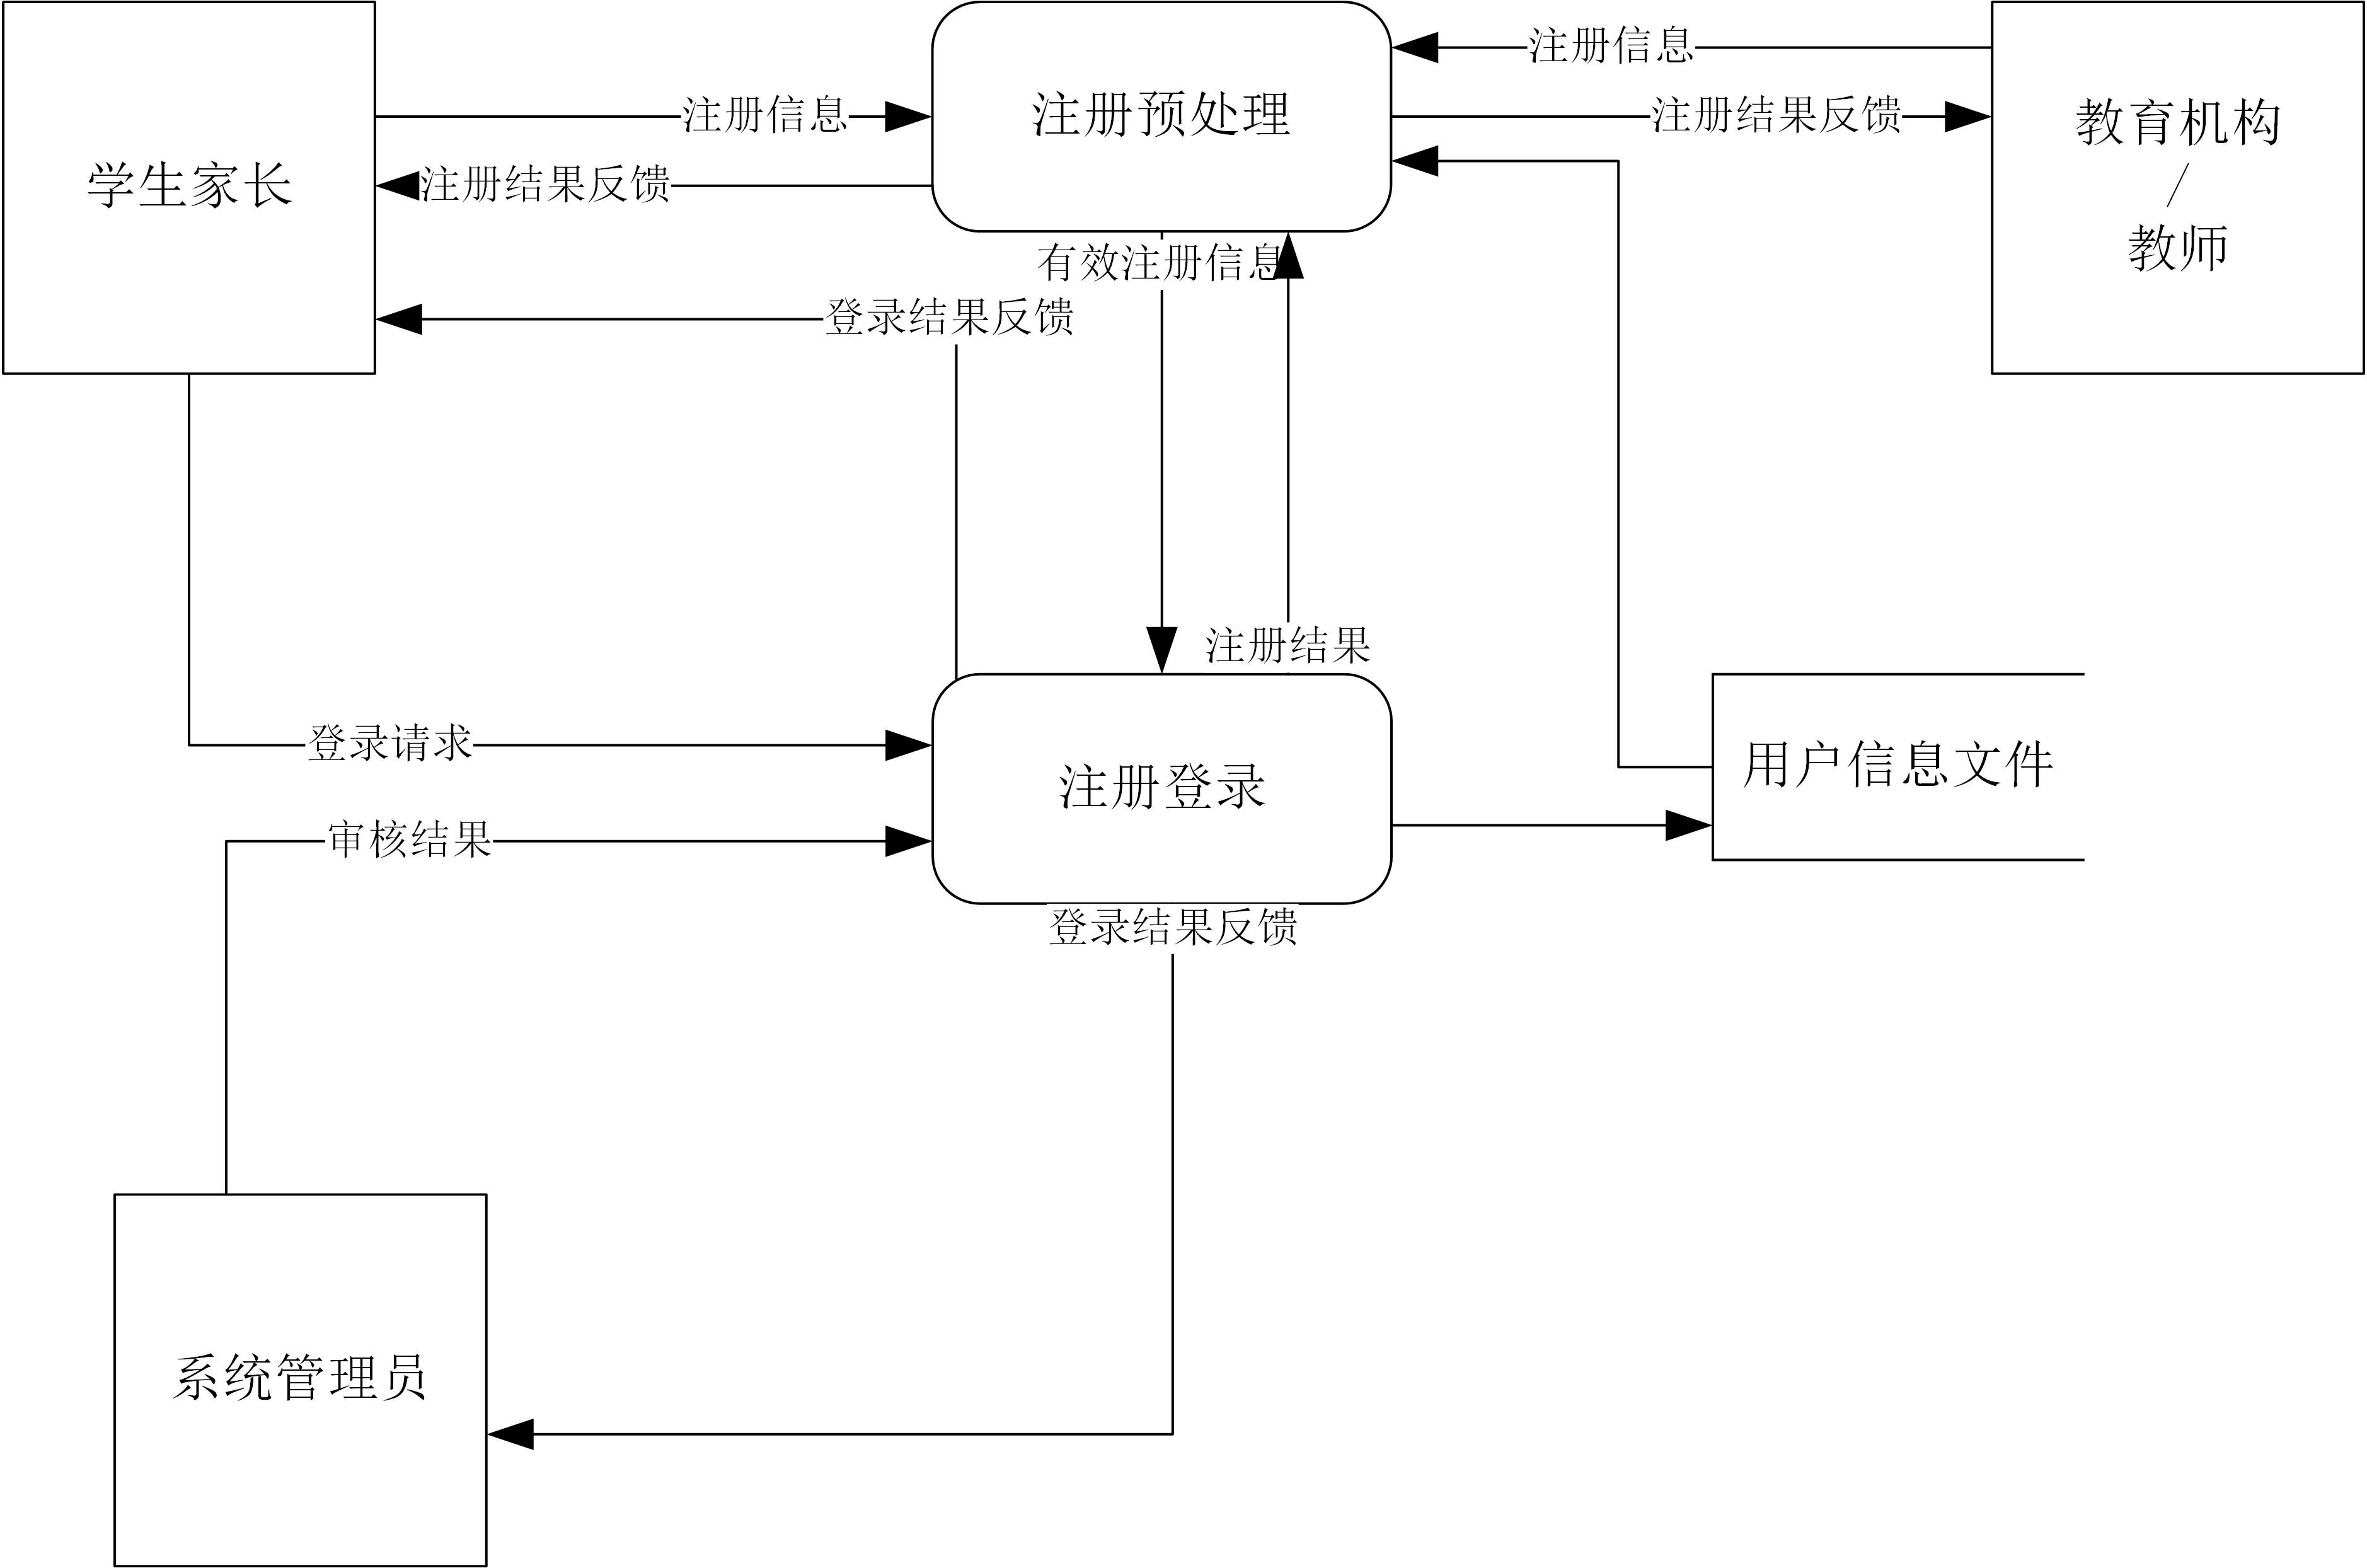 注册信息
注册预处理
注册信息
注册结果反馈
教育机构
/
教师
学生家长
注册结果反馈
有效注册信息
登录结果反馈
注册结果
登录请求
注册登录
用户信息文件
审核结果
登录结果反馈
系统管理员